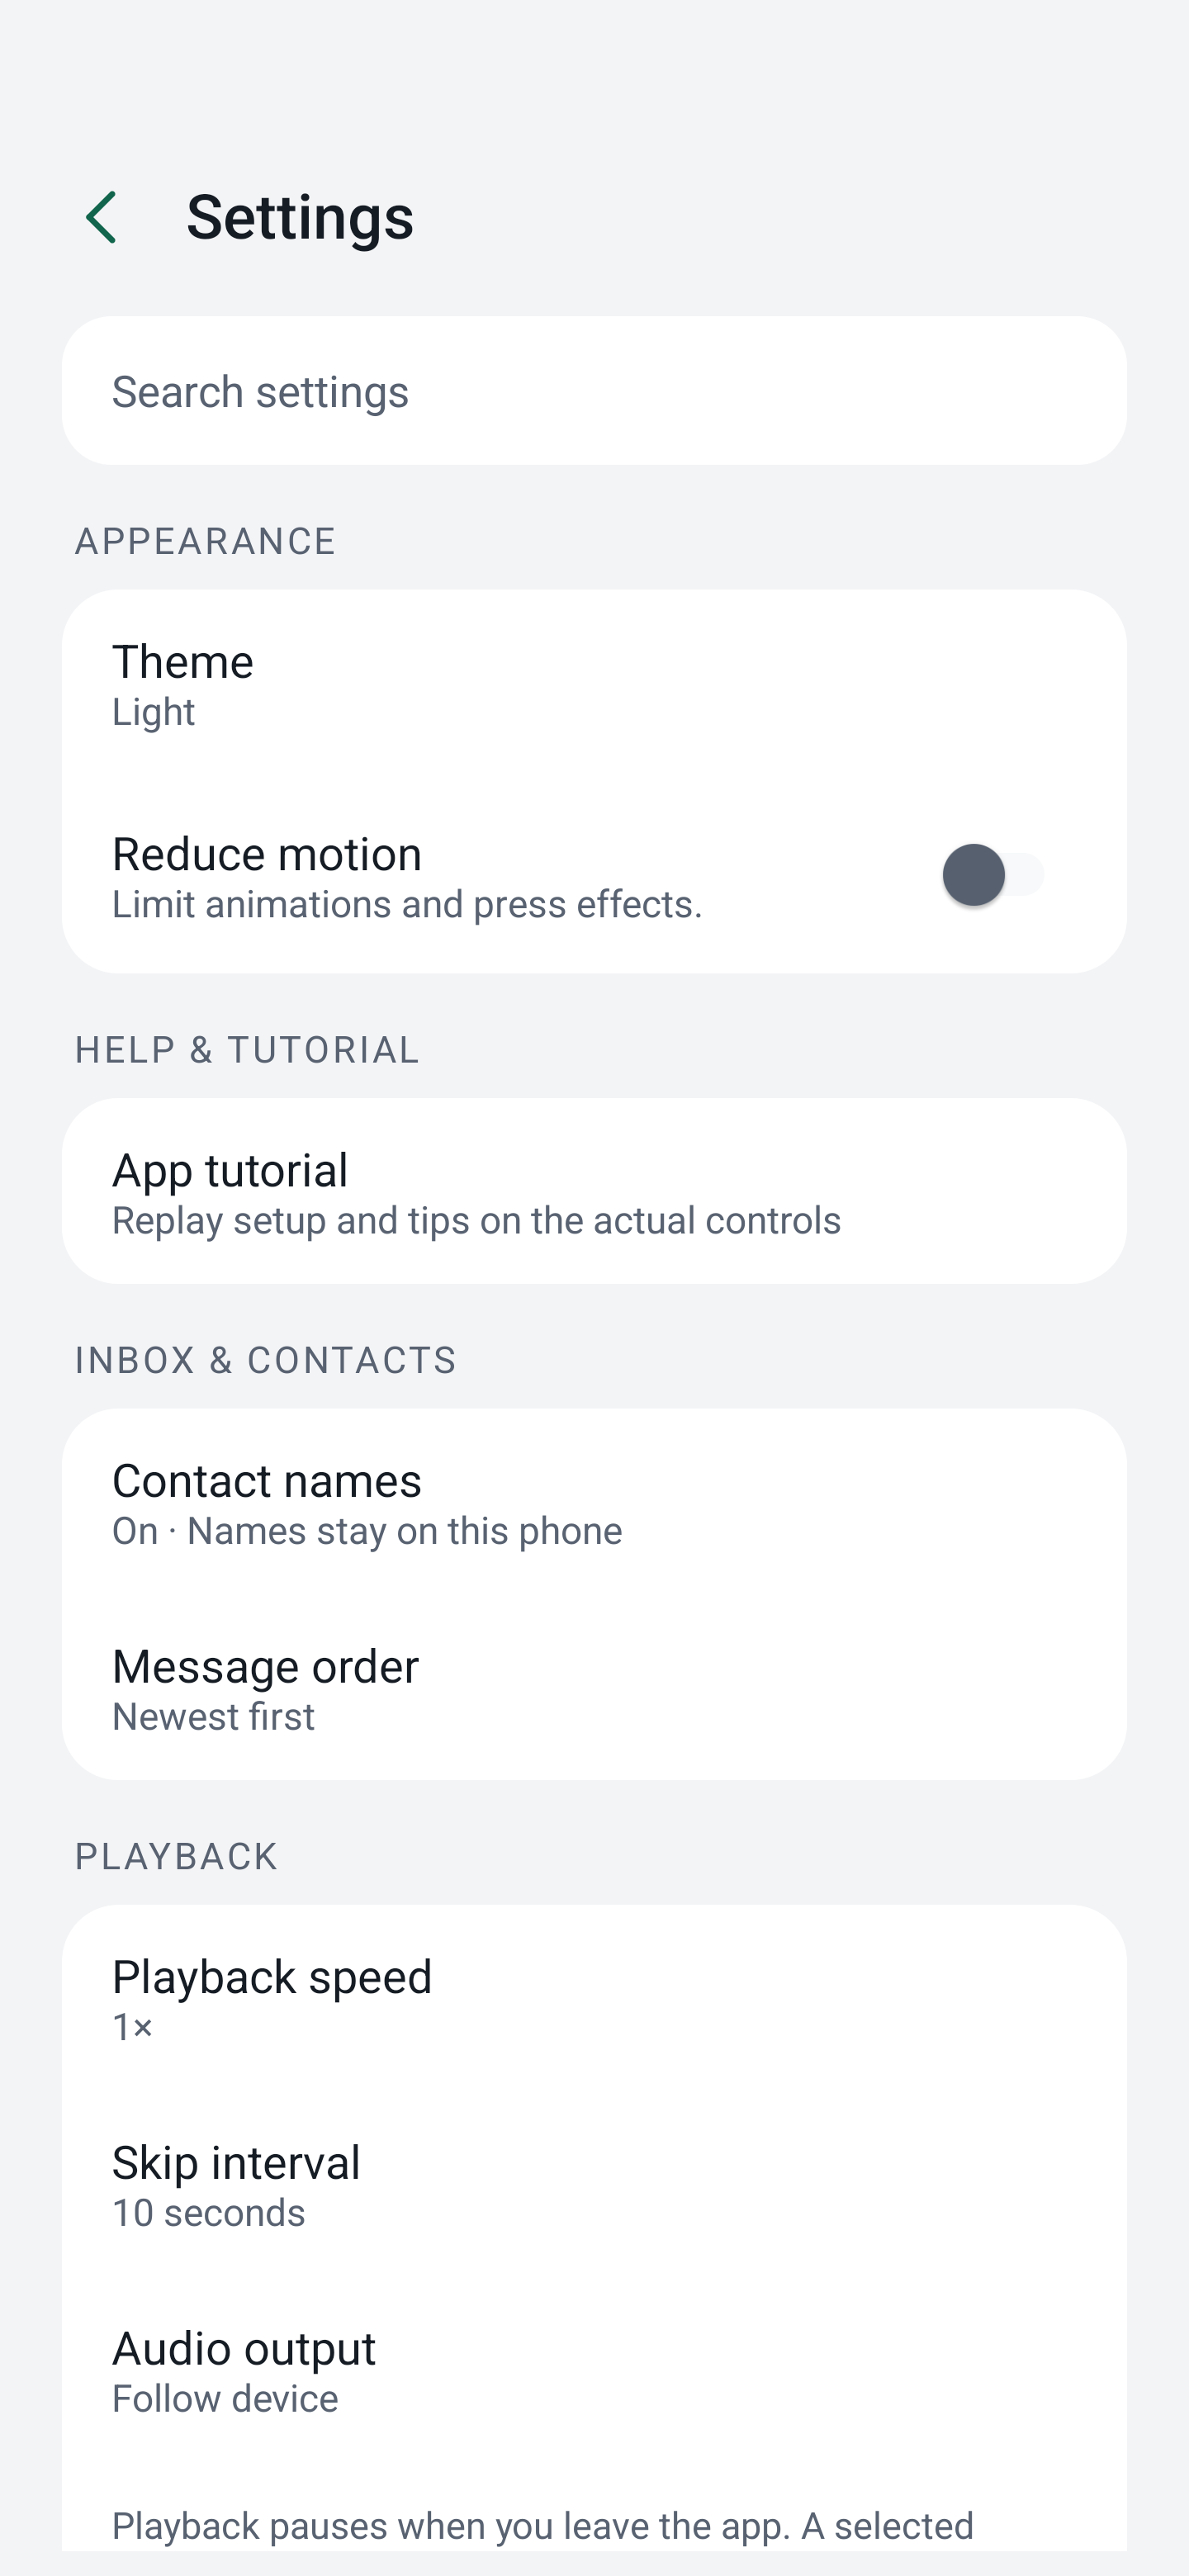 Settings
Search settings
APPEARANCE
Theme
Light
Reduce motion
Limit animations and press effects.
HELP & TUTORIAL
App tutorial
Replay setup and tips on the actual controls
INBOX & CONTACTS
Contact names
On · Names stay on this phone
Message order
Newest first
PLAYBACK
Playback speed
1×
Skip interval
10 seconds
Audio output
Follow device
Playback pauses when you leave the app. A selected